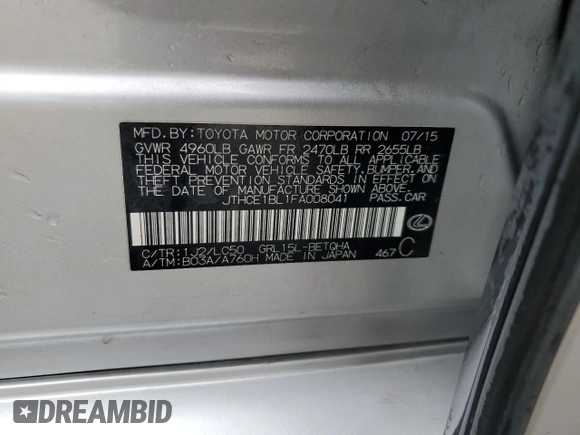 MFD. BY: TOYOTA MOTOR CORPORATION 07/15
GVWR 4960LB GAWR FR 2470LB RR 2655LB
THIS VEHICLE CONFORMS TO ALL APPLICABLE
FEDERAL MOTOR VEHICLE SAFETY, BUMPER, AND
THEFT PREVENTION STANDARDS IN EFFECT ON
THE DATE OF MANUFACTURE SHOWN ABOVE.
JTHCE1BL1FA008041 PASS. CAR
C/TR: 1J2/LC50 GRL15L-BETQHA
A/TM: B03A/A760H MADE IN JAPAN 467 C
DREAMBID